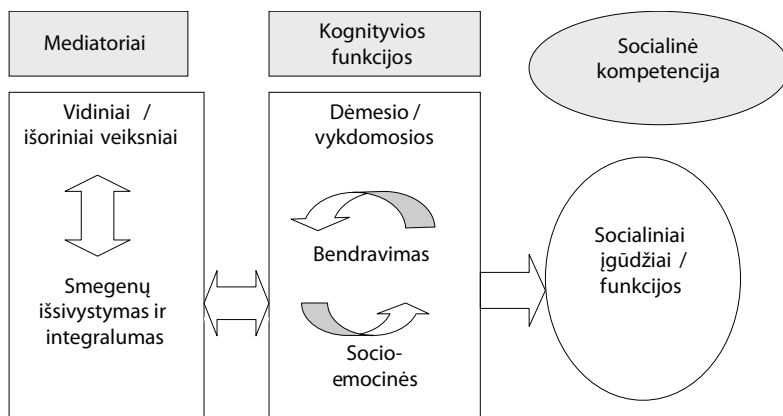 Mediatoriai
Kognityvios
funkcijos
Socialinė
kompetencija
Vidiniai /
išoriniai veiksniai
Smegenų
išsivystymas ir
integralumas
Dėmesio /
vykdomosios
Bendravimas
Socio-
emocinės
Socialiniai
įgūdžiai /
funkcijos